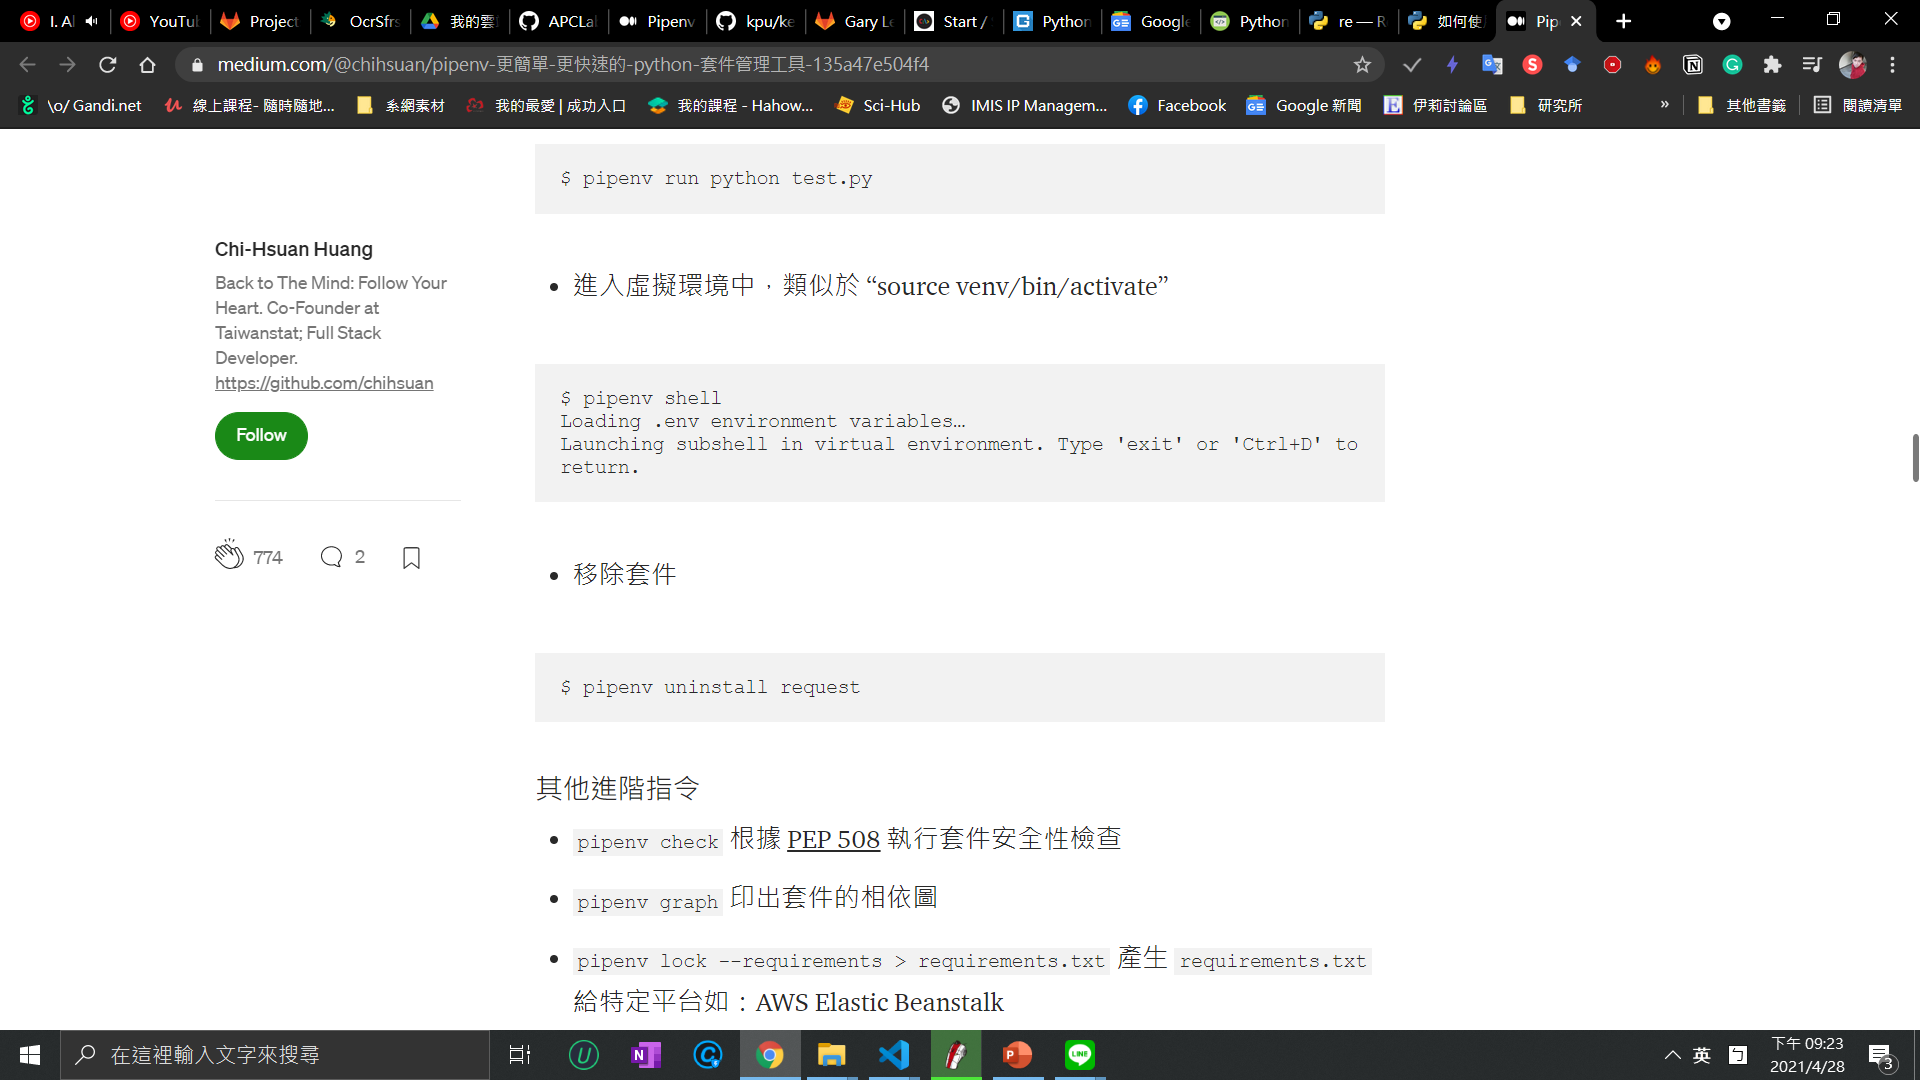 I. Al
YouTub
Project
OcrSfrs
我的雲
APCLa
Pipenv
kpu/ke
Gary Le
Start /
Python
Google
Python
re — R
如何使
Pip
medium.com/@chihsuan/pipenv-更簡單-更快速的-python-套件管理工具-135a47e504f4
\o/ Gandi.net
線上課程- 隨時隨地...
系網素材
我的最愛 | 成功入口
我的課程 - Hahow...
Sci-Hub
IMIS IP Managem...
Facebook
Google 新聞
伊莉討論區
研究所
»
其他書籤
閱讀清單
$ pipenv run python test.py
Chi-Hsuan Huang
Back to The Mind: Follow Your
Heart. Co-Founder at
Taiwanstat; Full Stack
Developer.
https://github.com/chihsuan
Follow
774
2
• 進入虛擬環境中，類似於 “source venv/bin/activate”
$ pipenv shell
Loading .env environment variables…
Launching subshell in virtual environment. Type 'exit' or 'Ctrl+D' to
return.
• 移除套件
$ pipenv uninstall request
其他進階指令
• pipenv check 根據 PEP 508 執行套件安全性檢查
• pipenv graph 印出套件的相依圖
• pipenv lock --requirements > requirements.txt 產生 requirements.txt
給特定平台如：AWS Elastic Beanstalk
在這裡輸入文字來搜尋
英
下午 09:23
2021/4/28
3